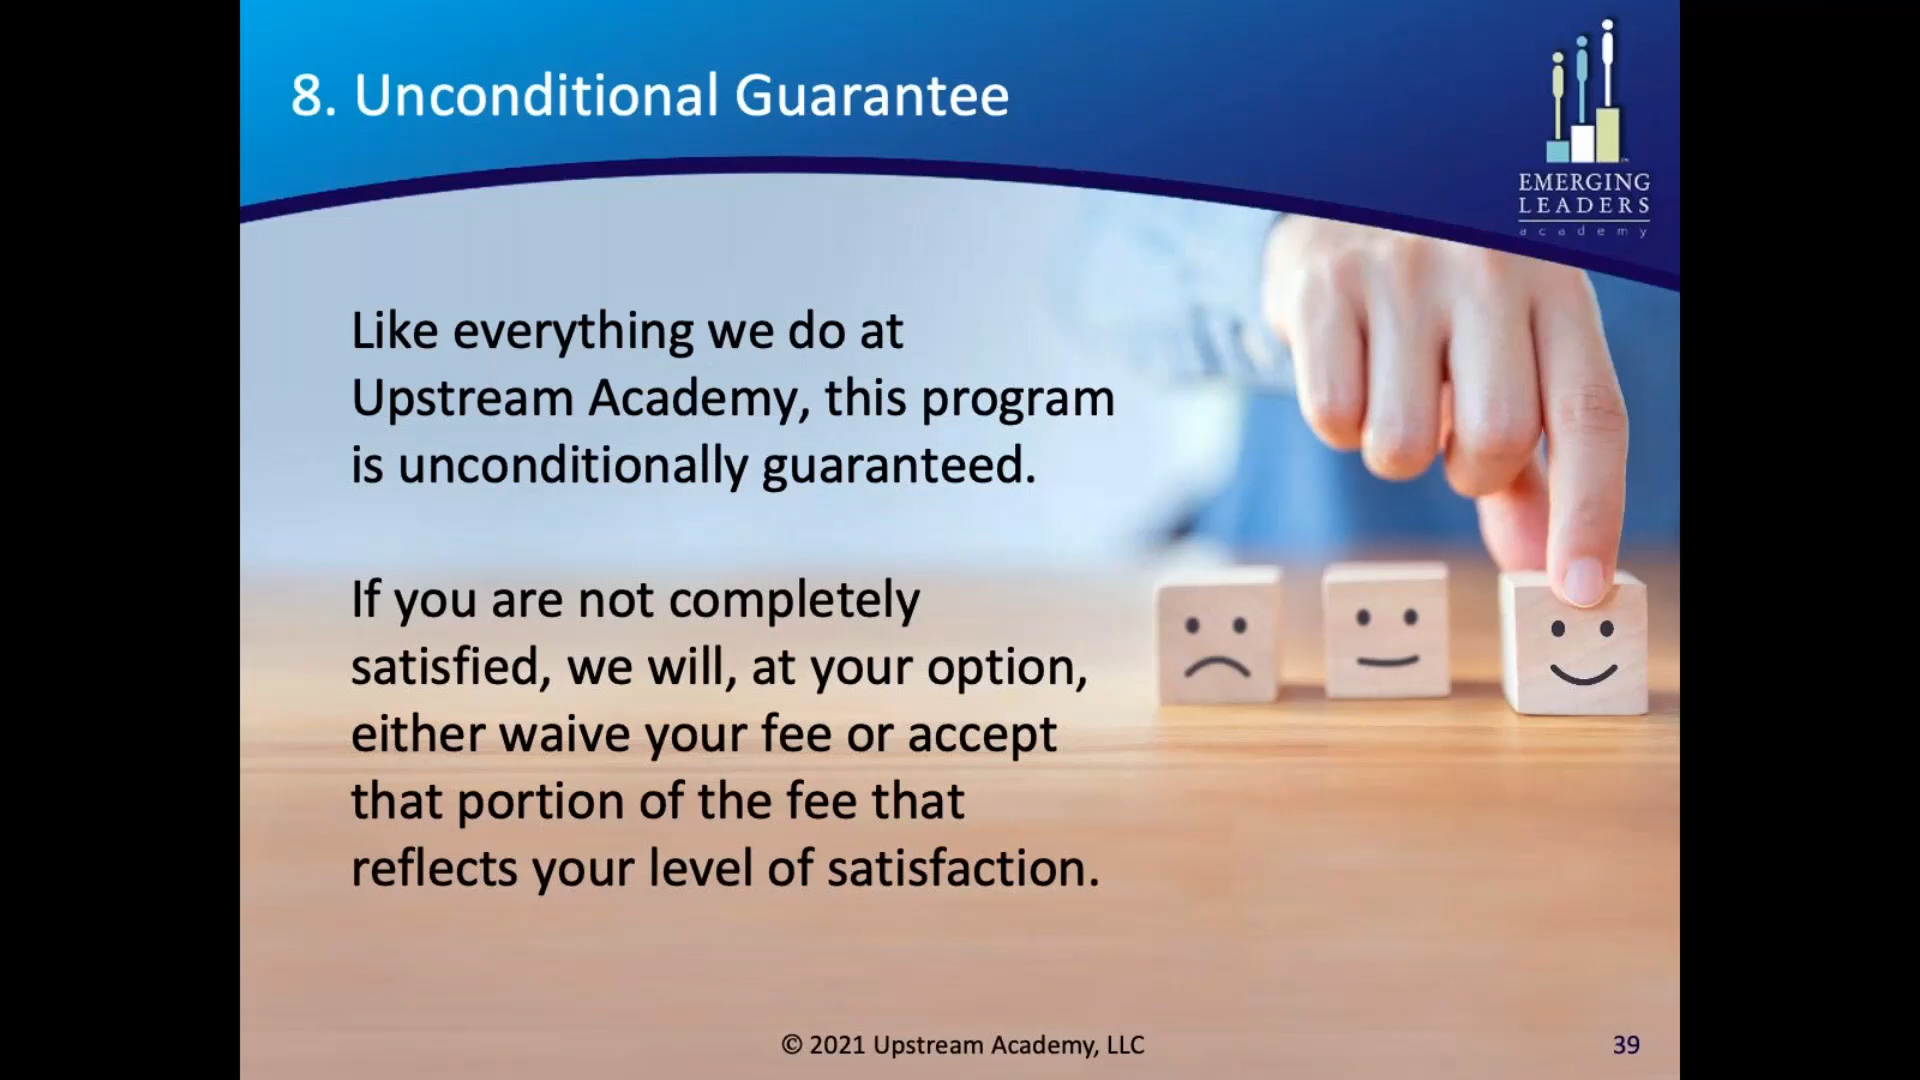 8. Unconditional Guarantee
EMERGING
LEADERS
academy
Like everything we do at
Upstream Academy, this program
is unconditionally guaranteed.
If you are not completely
satisfied, we will, at your option,
either waive your fee or accept
that portion of the fee that
reflects your level of satisfaction.
© 2021 Upstream Academy, LLC
39